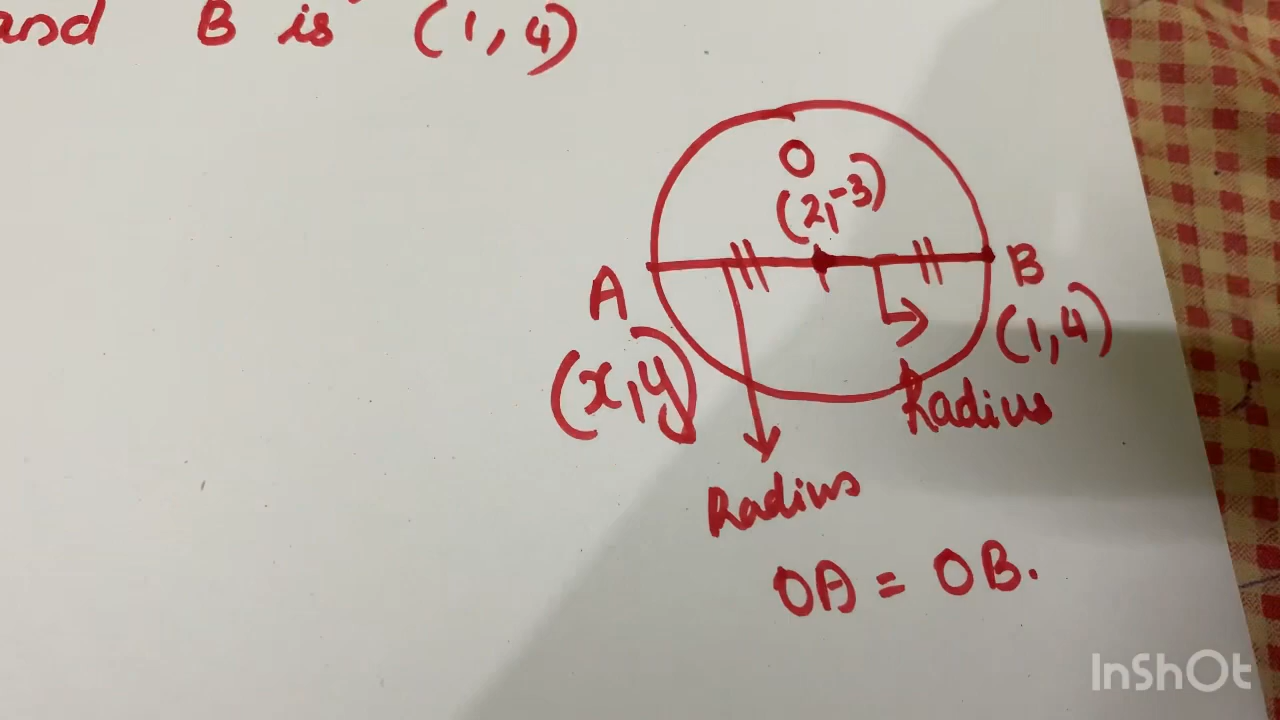 and B is (1, 4)
O
(2, -3)
A
B
(x, y)
(1, 4)
Radius
Radius
OA = OB.
InShOt